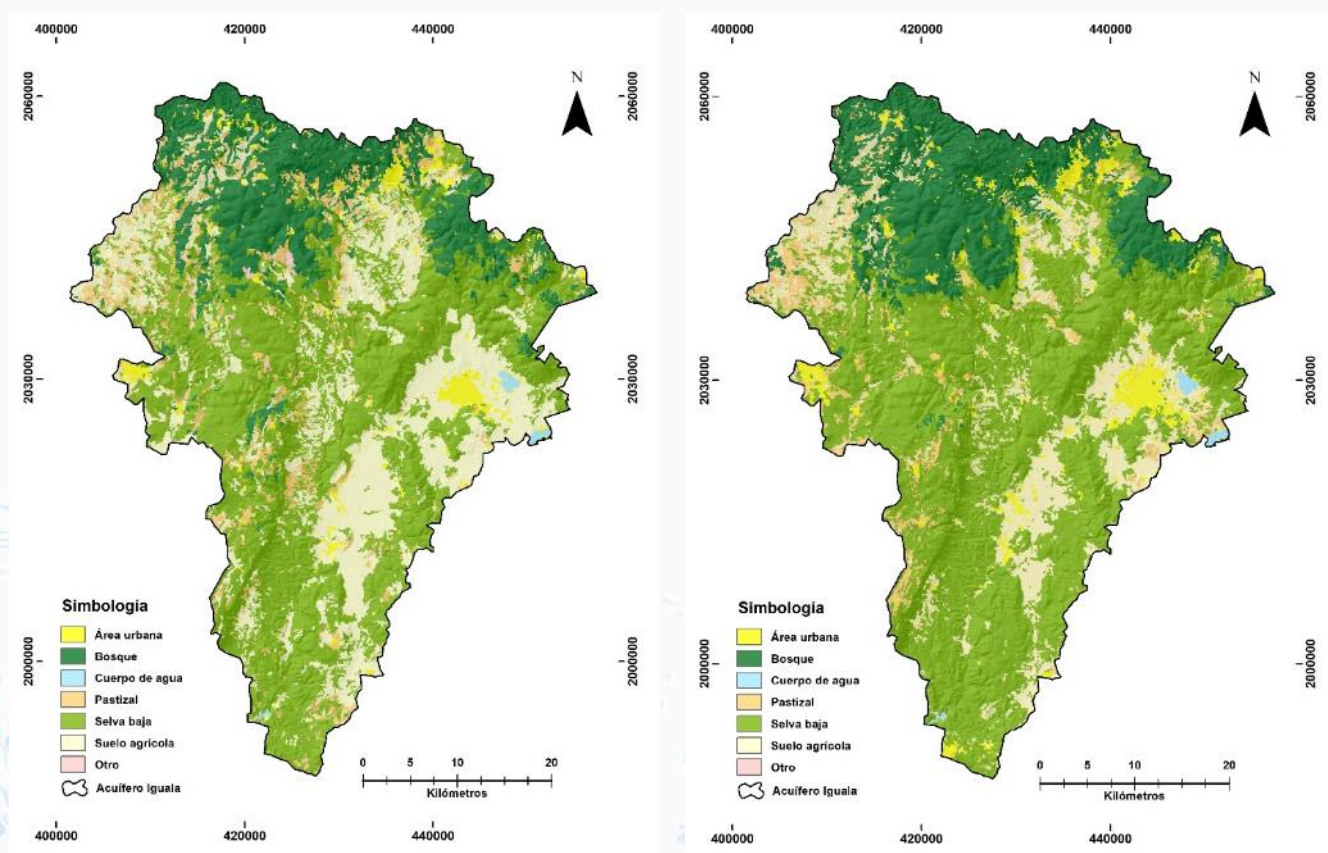 400000 420000 440000
N
2060000 2060000
2030000 2030000
2000000 2000000
Simbología
Área urbana
Bosque
Cuerpo de agua
Pastizal
Selva baja
Suelo agrícola
Otro
Acuífero Iguala
0 5 10 20
Kilómetros
400000 420000 440000
400000 420000 440000
N
2060000 2060000
2030000 2030000
2000000 2000000
Simbología
Área urbana
Bosque
Cuerpo de agua
Pastizal
Selva baja
Suelo agrícola
Otro
Acuífero Iguala
0 5 10 20
Kilómetros
400000 420000 440000